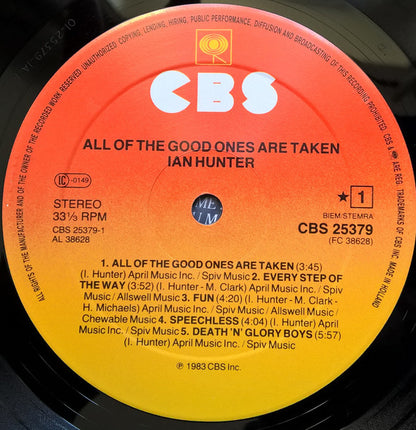 ALL RIGHTS OF THE MANUFACTURER AND OF THE OWNER OF THE RECORDED WORK RESERVED. UNAUTHORIZED COPYING, LENDING, HIRING, PUBLIC PERFORMANCE, DIFFUSION AND BROADCASTING OF THIS RECORDING PROHIBITED. CBS & ARE REG. TRADEMARKS OF CBS INC. MADE IN HOLLAND
CBS
ALL OF THE GOOD ONES ARE TAKEN
IAN HUNTER
IC -0149
STEREO
33⅓ RPM
CBS 25379-1
AL 38628
★ 1
BIEM/STEMRA
CBS 25379
(FC 38628)
1. ALL OF THE GOOD ONES ARE TAKEN (3:45)
(I. Hunter) April Music Inc. / Spiv Music 2. EVERY STEP OF
THE WAY (3:52) (I. Hunter - M. Clark) April Music Inc. / Spiv
Music / Allswell Music 3. FUN (4:20) (I. Hunter - M. Clark -
H. Michaels) April Music Inc. / Spiv Music / Allswell Music /
Chewable Music 4. SPEECHLESS (4:04) (I. Hunter) April
Music Inc. / Spiv Music 5. DEATH 'N' GLORY BOYS (5:57)
(I. Hunter) April Music Inc. / Spiv Music
℗ 1983 CBS Inc.